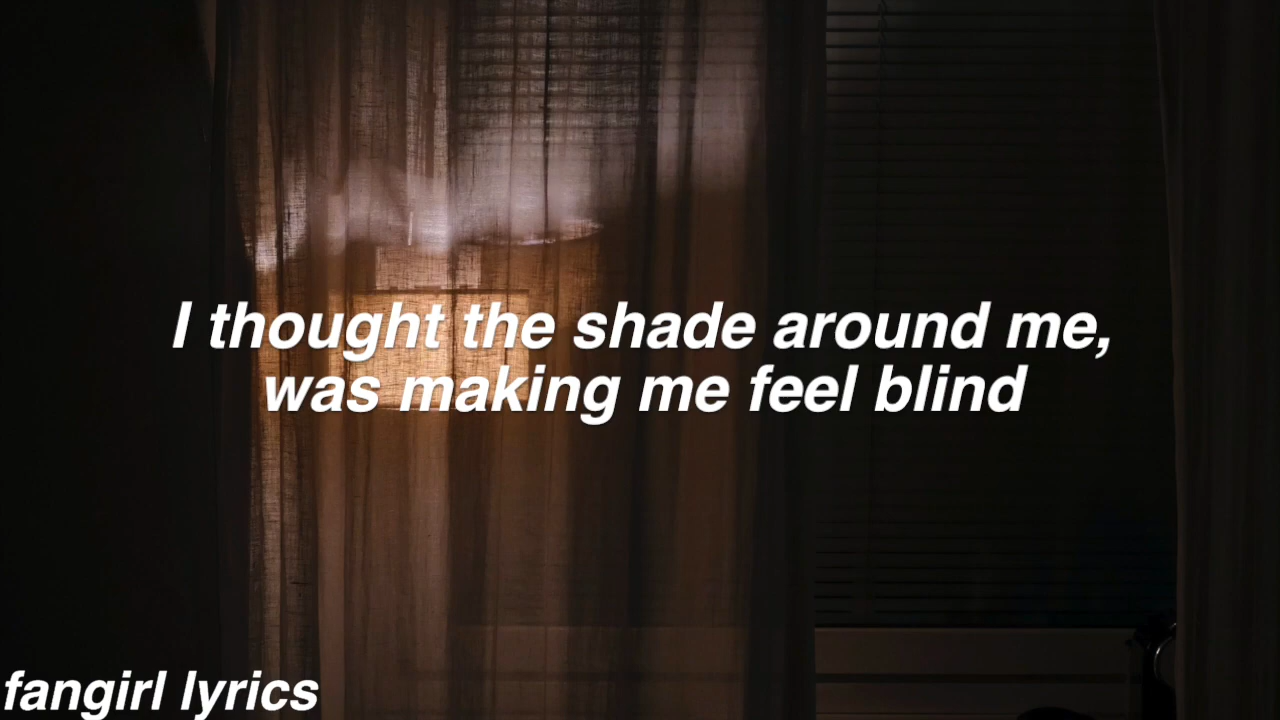 I thought the shade around me,
was making me feel blind
fangirl lyrics